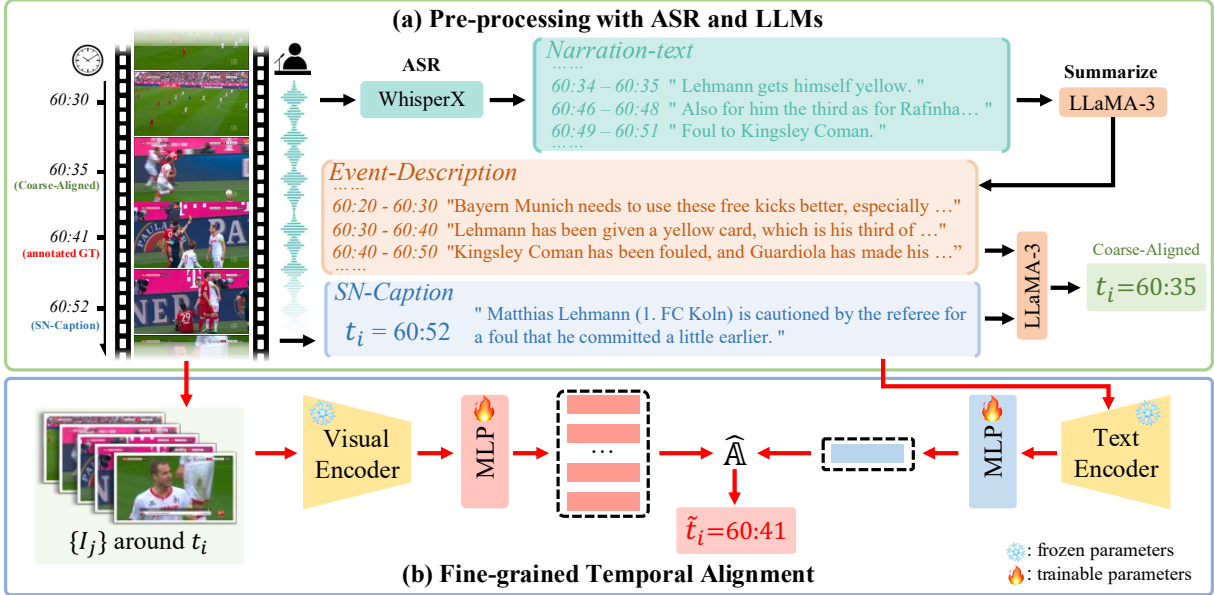 (a) Pre-processing with ASR and LLMs
60:30
60:35
(Coarse-Aligned)
60:41
(annotated GT)
60:52
(SN-Caption)
ASR
WhisperX
Narration-text
……
60:34 – 60:35 " Lehmann gets himself yellow. "
60:46 – 60:48 " Also for him the third as for Rafinha… "
60:49 – 60:51 " Foul to Kingsley Coman. "
……
Summarize
LLaMA-3
Event-Description
……
60:20 - 60:30 "Bayern Munich needs to use these free kicks better, especially …"
60:30 - 60:40 "Lehmann has been given a yellow card, which is his third of …"
60:40 - 60:50 "Kingsley Coman has been fouled, and Guardiola has made his …”
……
SN-Caption
t_i = 60:52
" Matthias Lehmann (1. FC Koln) is cautioned by the referee for
a foul that he committed a little earlier. "
LLaMA-3
Coarse-Aligned
t_i=60:35
{I_j} around t_i
Visual
Encoder
MLP
...
𝔸̂
t̃_i=60:41
MLP
Text
Encoder
: frozen parameters
: trainable parameters
(b) Fine-grained Temporal Alignment